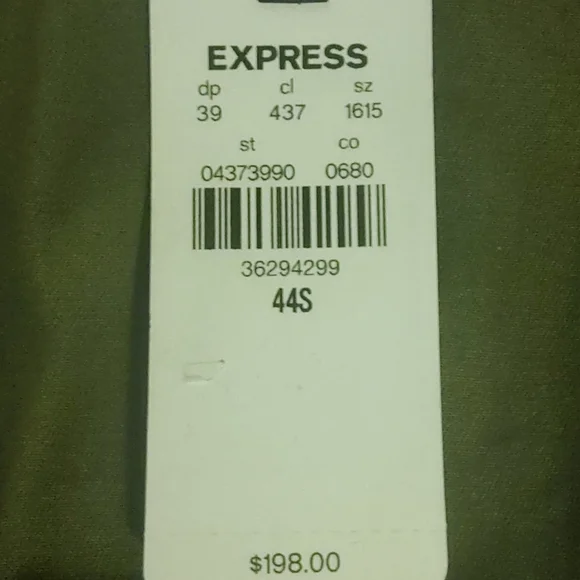 EXPRESS
dp cl sz
39 437 1615
st co
04373990 0680
36294299
44S
$198.00